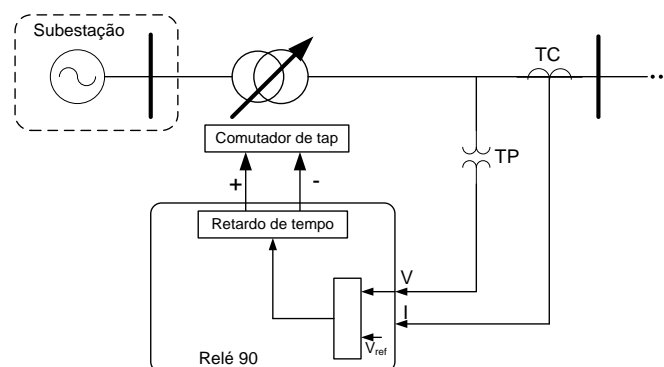 Subestação
TC
Comutador de tap
TP
+
-
Retardo de tempo
V
I
Vref
Relé 90